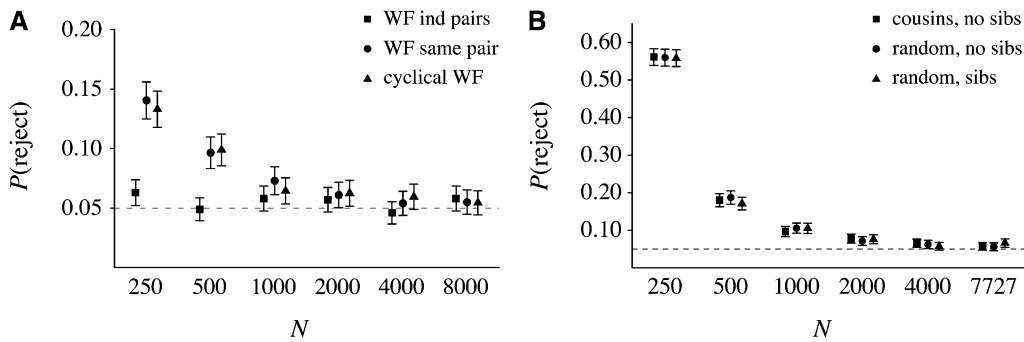 A
WF ind pairs
WF same pair
cyclical WF
0.20
0.15
0.10
0.05
P(reject)
250 500 1000 2000 4000 8000
N
B
cousins, no sibs
random, no sibs
random, sibs
0.60
0.50
0.40
0.30
0.20
0.10
P(reject)
250 500 1000 2000 4000 7727
N